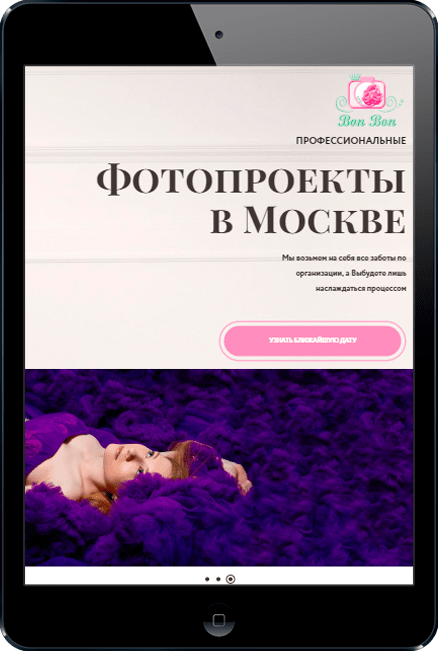 Bon Bon
ПРОФЕССИОНАЛЬНЫЕ
Фотопроекты
в Москве
Мы возьмем на себя все заботы по
организации, а Выбудете лишь
наслаждаться процессом
УЗНАТЬ БЛИЖАЙШУЮ ДАТУ